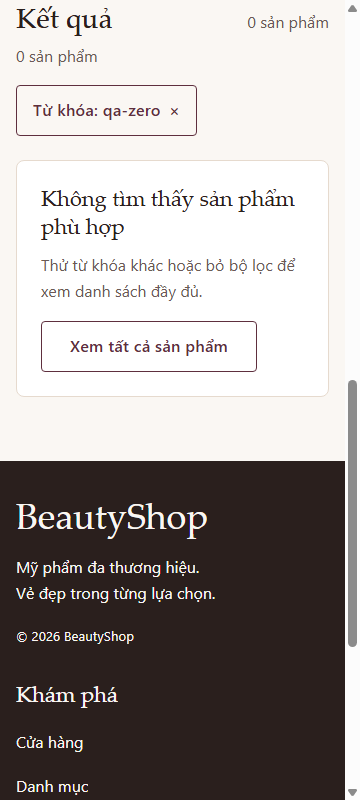 Kết quả
0 sản phẩm
0 sản phẩm
Từ khóa: qa-zero ×
Không tìm thấy sản phẩm
phù hợp
Thử từ khóa khác hoặc bỏ bộ lọc để
xem danh sách đầy đủ.
Xem tất cả sản phẩm
BeautyShop
Mỹ phẩm đa thương hiệu.
Vẻ đẹp trong từng lựa chọn.
© 2026 BeautyShop
Khám phá
Cửa hàng
Danh mục